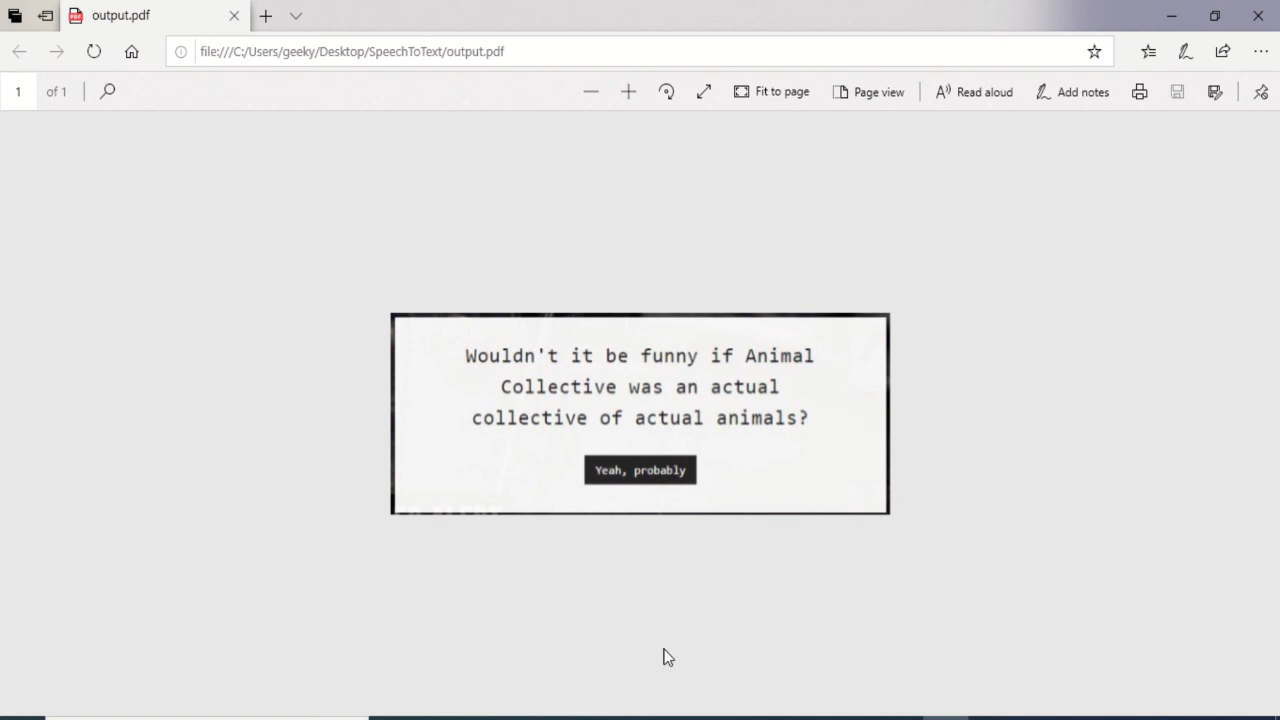 output.pdf
file:///C:/Users/geeky/Desktop/SpeechToText/output.pdf
1 of 1 Fit to page Page view Read aloud Add notes
Wouldn't it be funny if Animal
Collective was an actual
collective of actual animals?
Yeah, probably